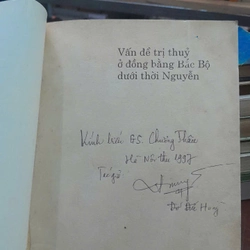 Vấn đề trị thuỷ
ở đồng bằng Bắc Bộ
dưới thời Nguyễn
Kính biếu GS. Chương Thâu
Hà Nội thu 1997
Tác giả
Đỗ Đức Hùng